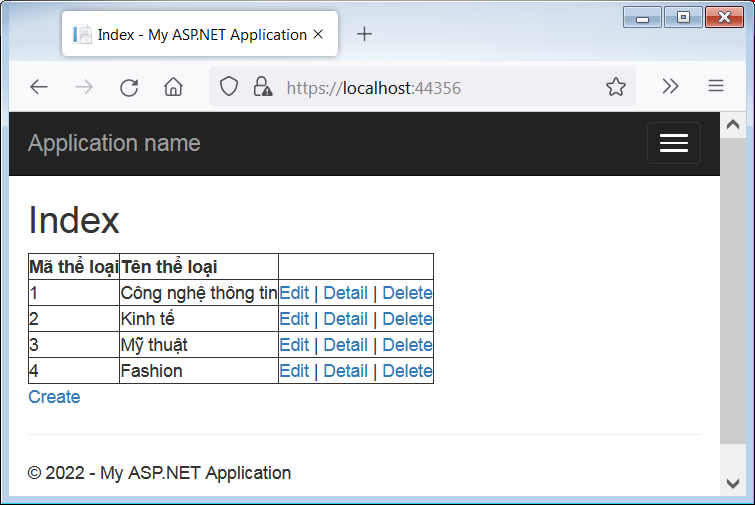 Index - My ASP.NET Application
https://localhost:44356
Application name
Index
Mã thể loại Tên thể loại
1 Công nghệ thông tin Edit | Detail | Delete
2 Kinh tế Edit | Detail | Delete
3 Mỹ thuật Edit | Detail | Delete
4 Fashion Edit | Detail | Delete
Create
© 2022 - My ASP.NET Application